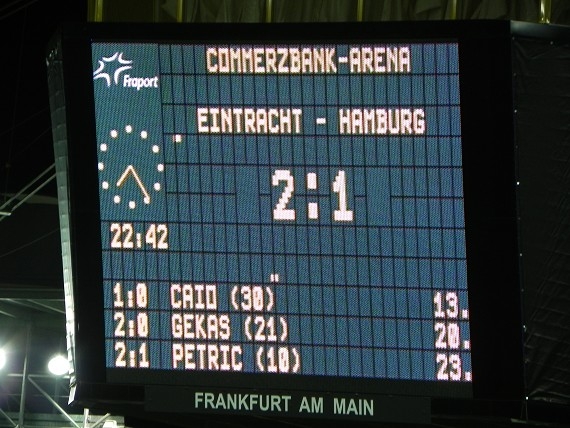 COMMERZBANK-ARENA
Fraport
EINTRACHT - HAMBURG
2:1
22:42
1:0 CAIO (30) 13.
2:0 GEKAS (21) 20.
2:1 PETRIC (10) 23.
FRANKFURT AM MAIN